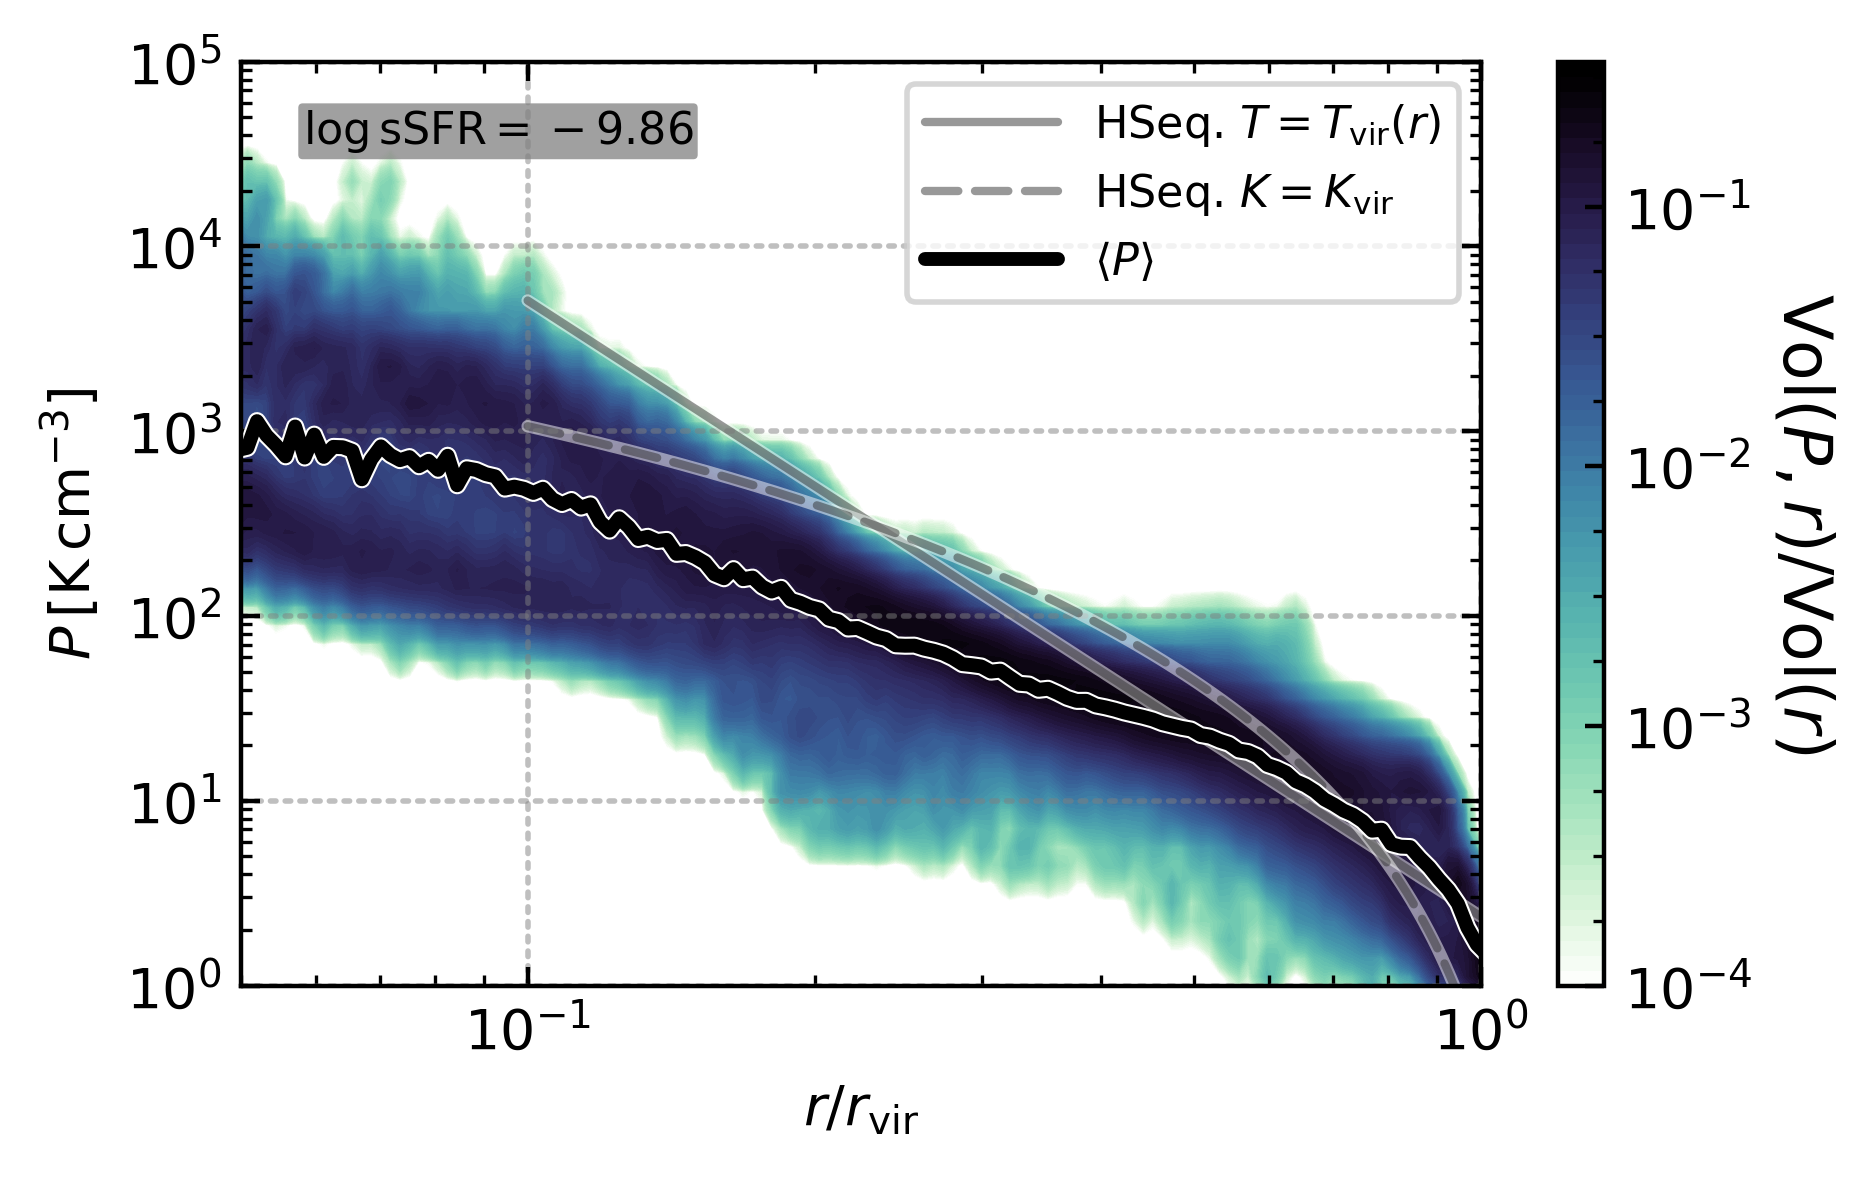 log sSFR = − 9.86
HSeq. T = T_vir(r)
HSeq. K = K_vir
⟨P⟩
10^5
10^4
10^3
10^2
10^1
10^0
P [K cm^−3]
10^−1
10^0
r/r_vir
10^−1
10^−2
10^−3
10^−4
Vol(P, r)/Vol(r)